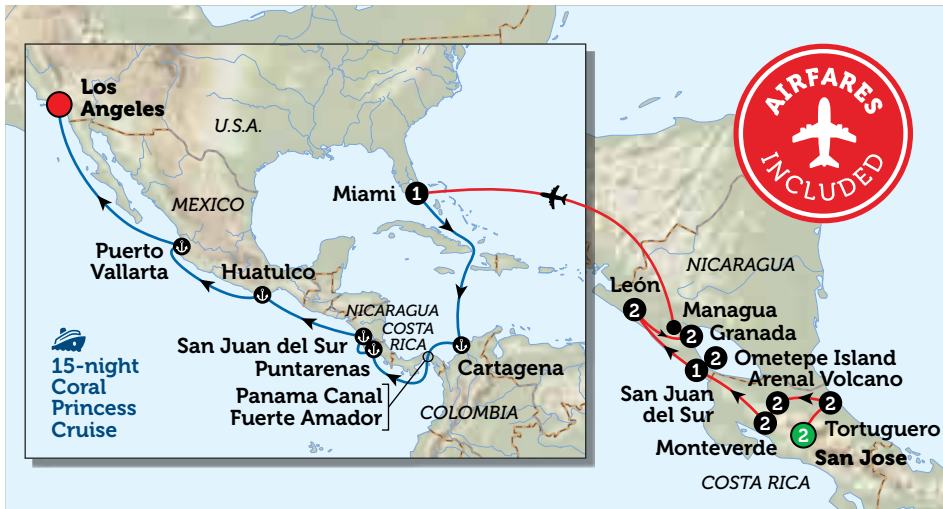 Los
Angeles
U.S.A.
MEXICO
Miami
1
Puerto
Vallarta
Huatulco
NICARAGUA
COSTA
RICA
San Juan del Sur
Puntarenas
Cartagena
Panama Canal
Fuerte Amador
COLOMBIA
15-night
Coral
Princess
Cruise
AIRFARES
INCLUDED
NICARAGUA
León
2
Managua
Granada
2
Ometepe Island
2
Arenal Volcano
2
San Juan
del Sur
1
Tortuguero
2
Monteverde
2
San Jose
2
COSTA RICA